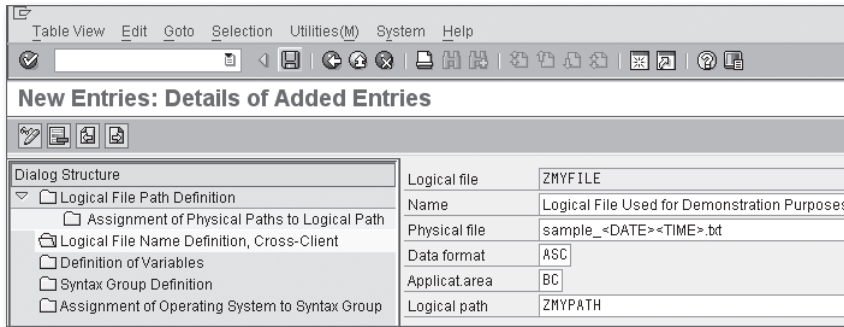 Table View Edit Goto Selection Utilities(M) System Help
New Entries: Details of Added Entries
Dialog Structure
Logical File Path Definition
Assignment of Physical Paths to Logical Path
Logical File Name Definition, Cross-Client
Definition of Variables
Syntax Group Definition
Assignment of Operating System to Syntax Group
Logical file ZMYFILE
Name Logical File Used for Demonstration Purposes
Physical file sample_<DATE><TIME>.txt
Data format ASC
Applicat.area BC
Logical path ZMYPATH